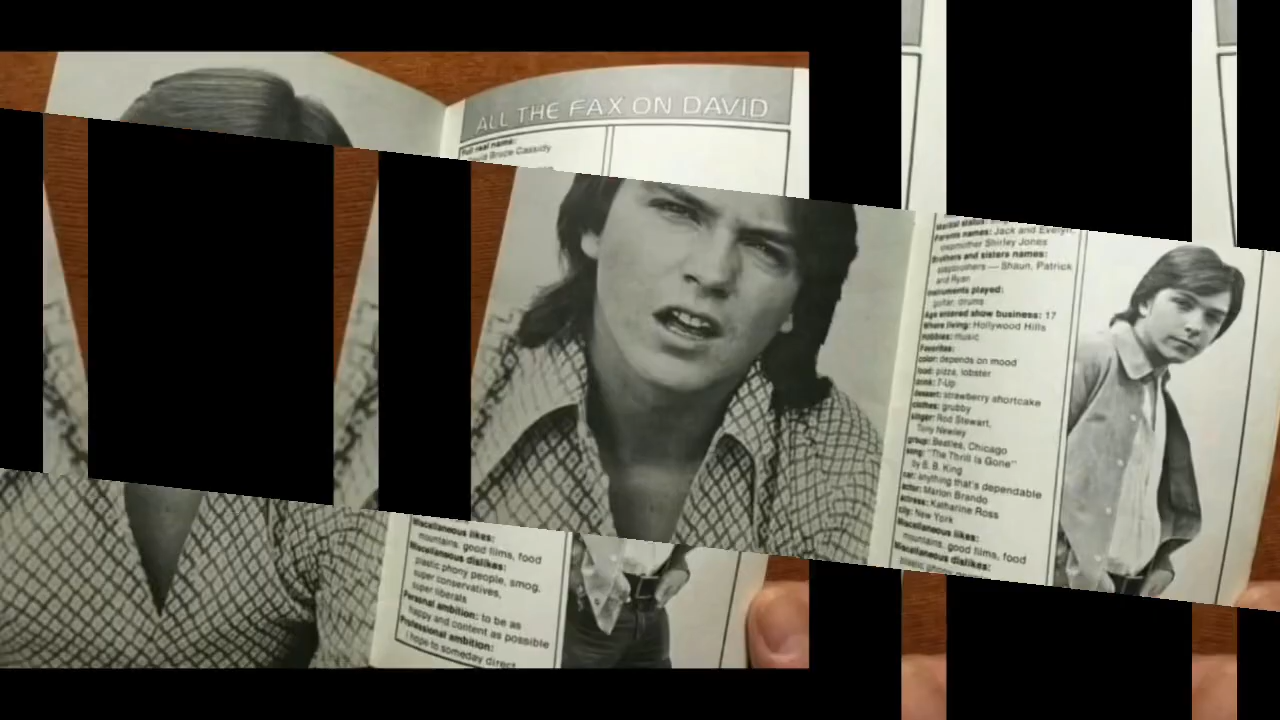 ALL THE FAX ON DAVID
Full real name:
David Bruce Cassidy
Marital status:
Parents names: Jack and Evelyn,
stepmother Shirley Jones
Brothers and sisters names:
stepbrothers — Shaun, Patrick
and Ryan
Instruments played:
guitar, drums
Age entered show business: 17
Where living: Hollywood Hills
Hobbies: music
Favorites:
color: depends on mood
food: pizza, lobster
drink: 7-Up
dessert: strawberry shortcake
clothes: grubby
singer: Rod Stewart,
Tony Newley
group: Beatles, Chicago
song: "The Thrill Is Gone"
by B. B. King
car: anything that's dependable
actor: Marlon Brando
actress: Katharine Ross
city: New York
Miscellaneous likes:
mountains, good films, food
Miscellaneous dislikes:
plastic phony people
Miscellaneous likes:
mountains, good films, food
Miscellaneous dislikes:
plastic phony people, smog,
super conservatives,
super liberals
Personal ambition: to be as
happy and content as possible
Professional ambition:
I hope to someday direct